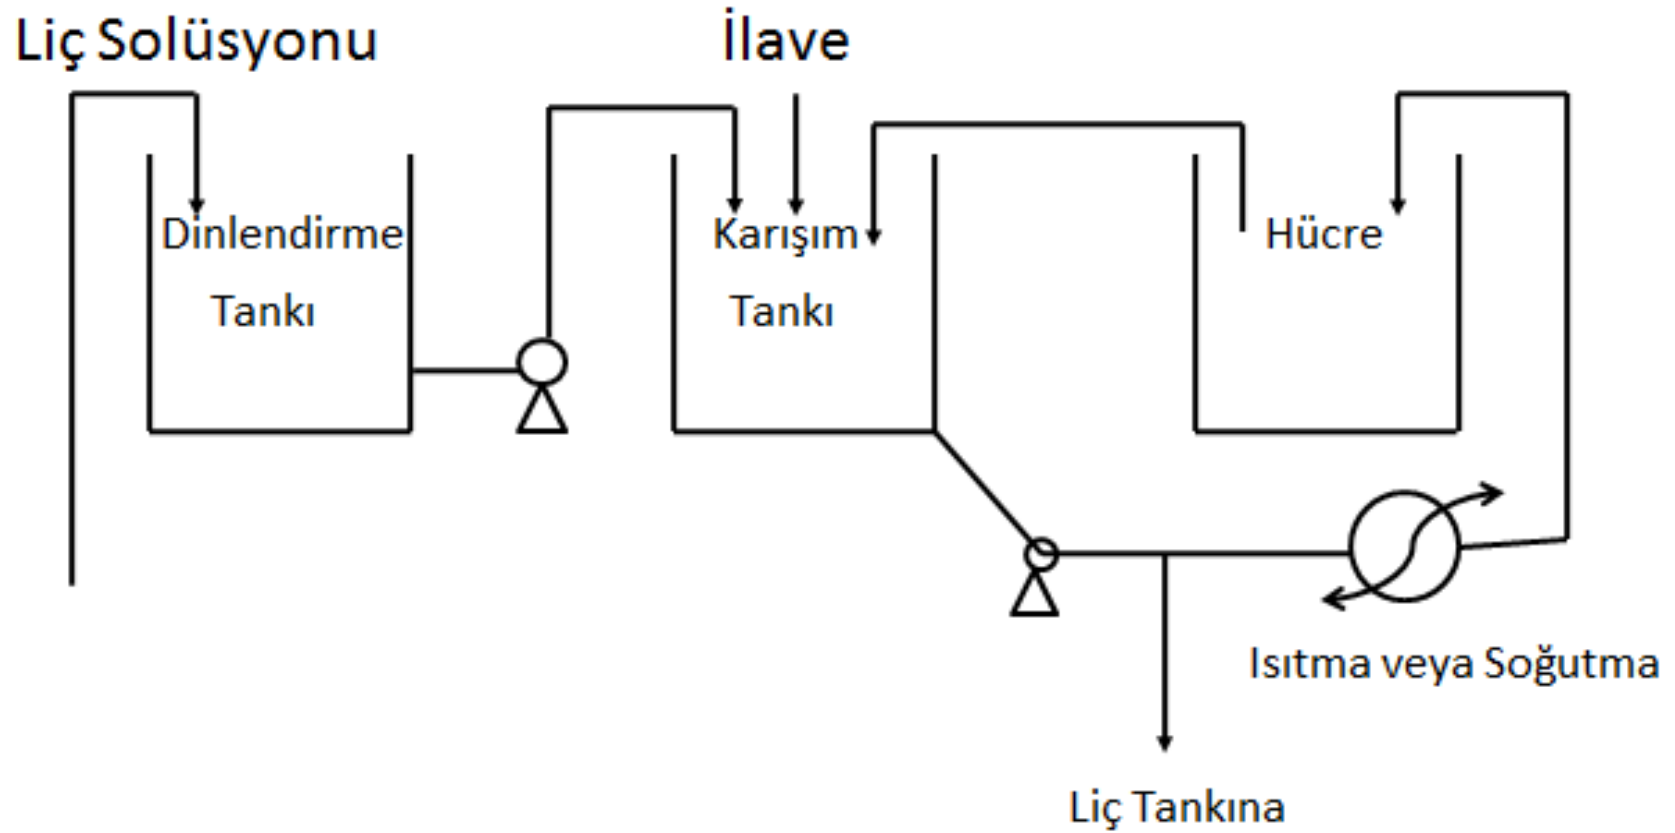 Liç Solüsyonu
İlave
Dinlendirme
Tankı
Karışım
Tankı
Hücre
Isıtma veya Soğutma
Liç Tankına